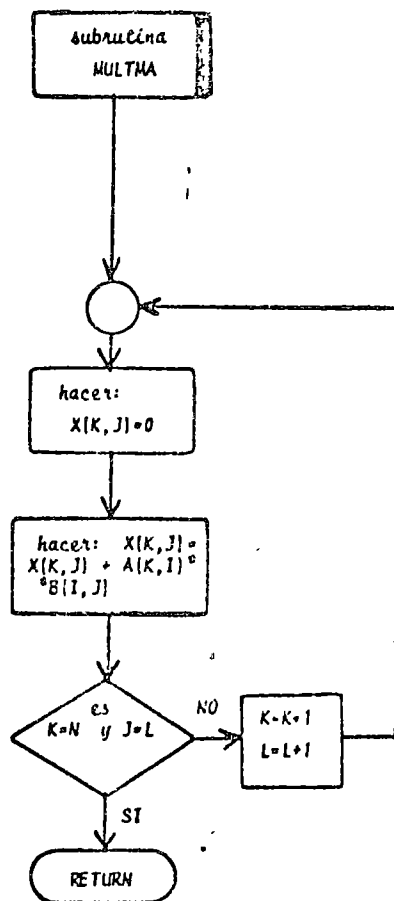 subrutina
MULTMA
hacer:
X(K,J)=0
hacer: X(K,J)=
X(K,J) + A(K,I)*
*B(I,J)
es
K=N y J=L
NO
K=K+1
L=L+1
SI
RETURN